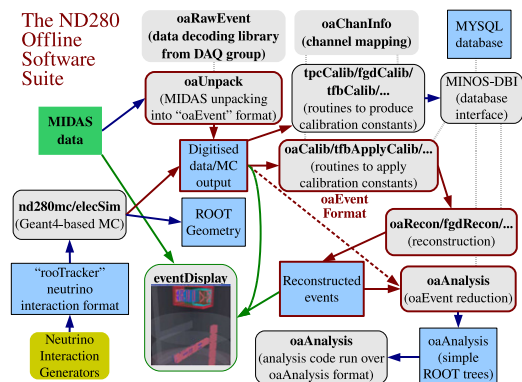 The ND280
Offline
Software
Suite
oaRawEvent
(data decoding library
from DAQ group)
oaChanInfo
(channel mapping)
MYSQL
database
oaUnpack
(MIDAS unpacking
into “oaEvent” format)
tpcCalib/fgdCalib/
tfbCalib/...
(routines to produce
calibration constants)
MINOS-DBI
(database
interface)
MIDAS
data
Digitised
data/MC
output
oaCalib/tfbApplyCalib/...
(routines to apply
calibration constants)
oaEvent
Format
nd280mc/elecSim
(Geant4-based MC)
ROOT
Geometry
oaRecon/fgdRecon/...
(reconstruction)
“rooTracker”
neutrino
interaction format
eventDisplay
Reconstructed
events
oaAnalysis
(oaEvent reduction)
Neutrino
Interaction
Generators
oaAnalysis
(analysis code run over
oaAnalysis format)
oaAnalysis
(simple
ROOT trees)